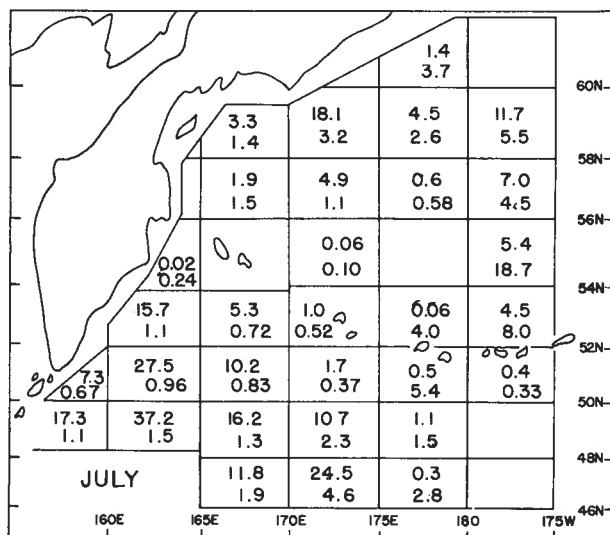 1.4
3.7
60N
3.3 18.1 4.5 11.7
1.4 3.2 2.6 5.5
58N
1.9 4.9 0.6 7.0
1.5 1.1 0.58 4.5
56N
0.06 5.4
0.02 0.10 18.7
0.24
54N
15.7 5.3 1.0 0.06 4.5
1.1 0.72 0.52 4.0 8.0
52N
27.5 10.2 1.7 0.5 0.4
7.3 0.96 0.83 0.37 5.4 0.33
0.67
50N
17.3 37.2 16.2 10 7 1.1
1.1 1.5 1.3 2.3 1.5
48N
JULY 11.8 24.5 0.3
1.9 4.6 2.8
46N
160E 165E 170E 175E 180 175W